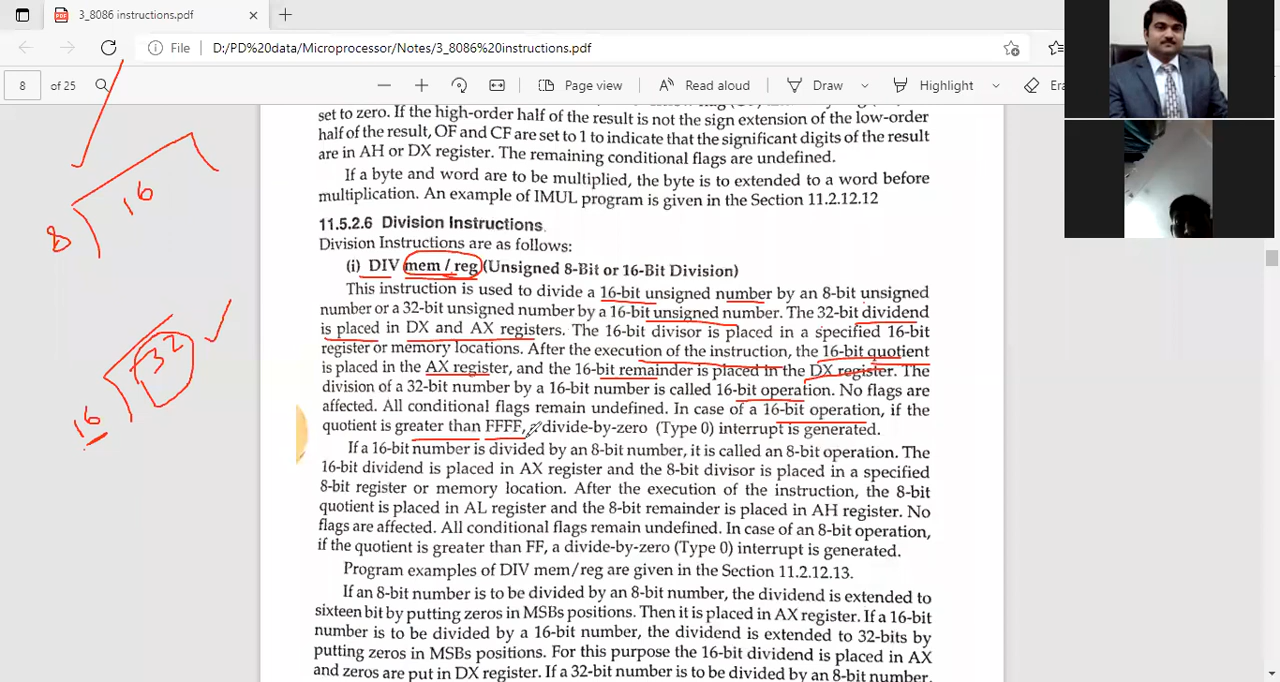 3_8086 instructions.pdf
File
D:/PD%20data/Microprocessor/Notes/3_8086%20instructions.pdf
8
of 25
Page view
Read aloud
Draw
Highlight
Era
set to zero. If the high-order half of the result is not the sign extension of the low-order
half of the result, OF and CF are set to 1 to indicate that the significant digits of the result
are in AH or DX register. The remaining conditional flags are undefined.
If a byte and word are to be multiplied, the byte is to extended to a word before
multiplication. An example of IMUL program is given in the Section 11.2.12.12
11.5.2.6 Division Instructions.
Division Instructions are as follows:
(i) DIV mem / reg (Unsigned 8-Bit or 16-Bit Division)
This instruction is used to divide a 16-bit unsigned number by an 8-bit unsigned
number or a 32-bit unsigned number by a 16-bit unsigned number. The 32-bit dividend
is placed in DX and AX registers. The 16-bit divisor is placed in a specified 16-bit
register or memory locations. After the execution of the instruction, the 16-bit quotient
is placed in the AX register, and the 16-bit remainder is placed in the DX register. The
division of a 32-bit number by a 16-bit number is called 16-bit operation. No flags are
affected. All conditional flags remain undefined. In case of a 16-bit operation, if the
quotient is greater than FFFF, divide-by-zero (Type 0) interrupt is generated.
If a 16-bit number is divided by an 8-bit number, it is called an 8-bit operation. The
16-bit dividend is placed in AX register and the 8-bit divisor is placed in a specified
8-bit register or memory location. After the execution of the instruction, the 8-bit
quotient is placed in AL register and the 8-bit remainder is placed in AH register. No
flags are affected. All conditional flags remain undefined. In case of an 8-bit operation,
if the quotient is greater than FF, a divide-by-zero (Type 0) interrupt is generated.
Program examples of DIV mem/reg are given in the Section 11.2.12.13.
If an 8-bit number is to be divided by an 8-bit number, the dividend is extended to
sixteen bit by putting zeros in MSBs positions. Then it is placed in AX register. If a 16-bit
number is to be divided by a 16-bit number, the dividend is extended to 32-bits by
putting zeros in MSBs positions. For this purpose the 16-bit dividend is placed in AX
and zeros are put in DX register. If a 32-bit number is to be divided by an 8-bit number,
8 16
16 32